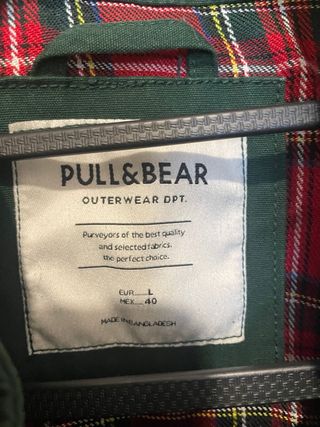 PULL&BEAR
OUTERWEAR DPT.
Purveyors of the best quality
and selected fabrics.
the perfect choice.
EUR......L
MEX....40
MADE IN BANGLADESH